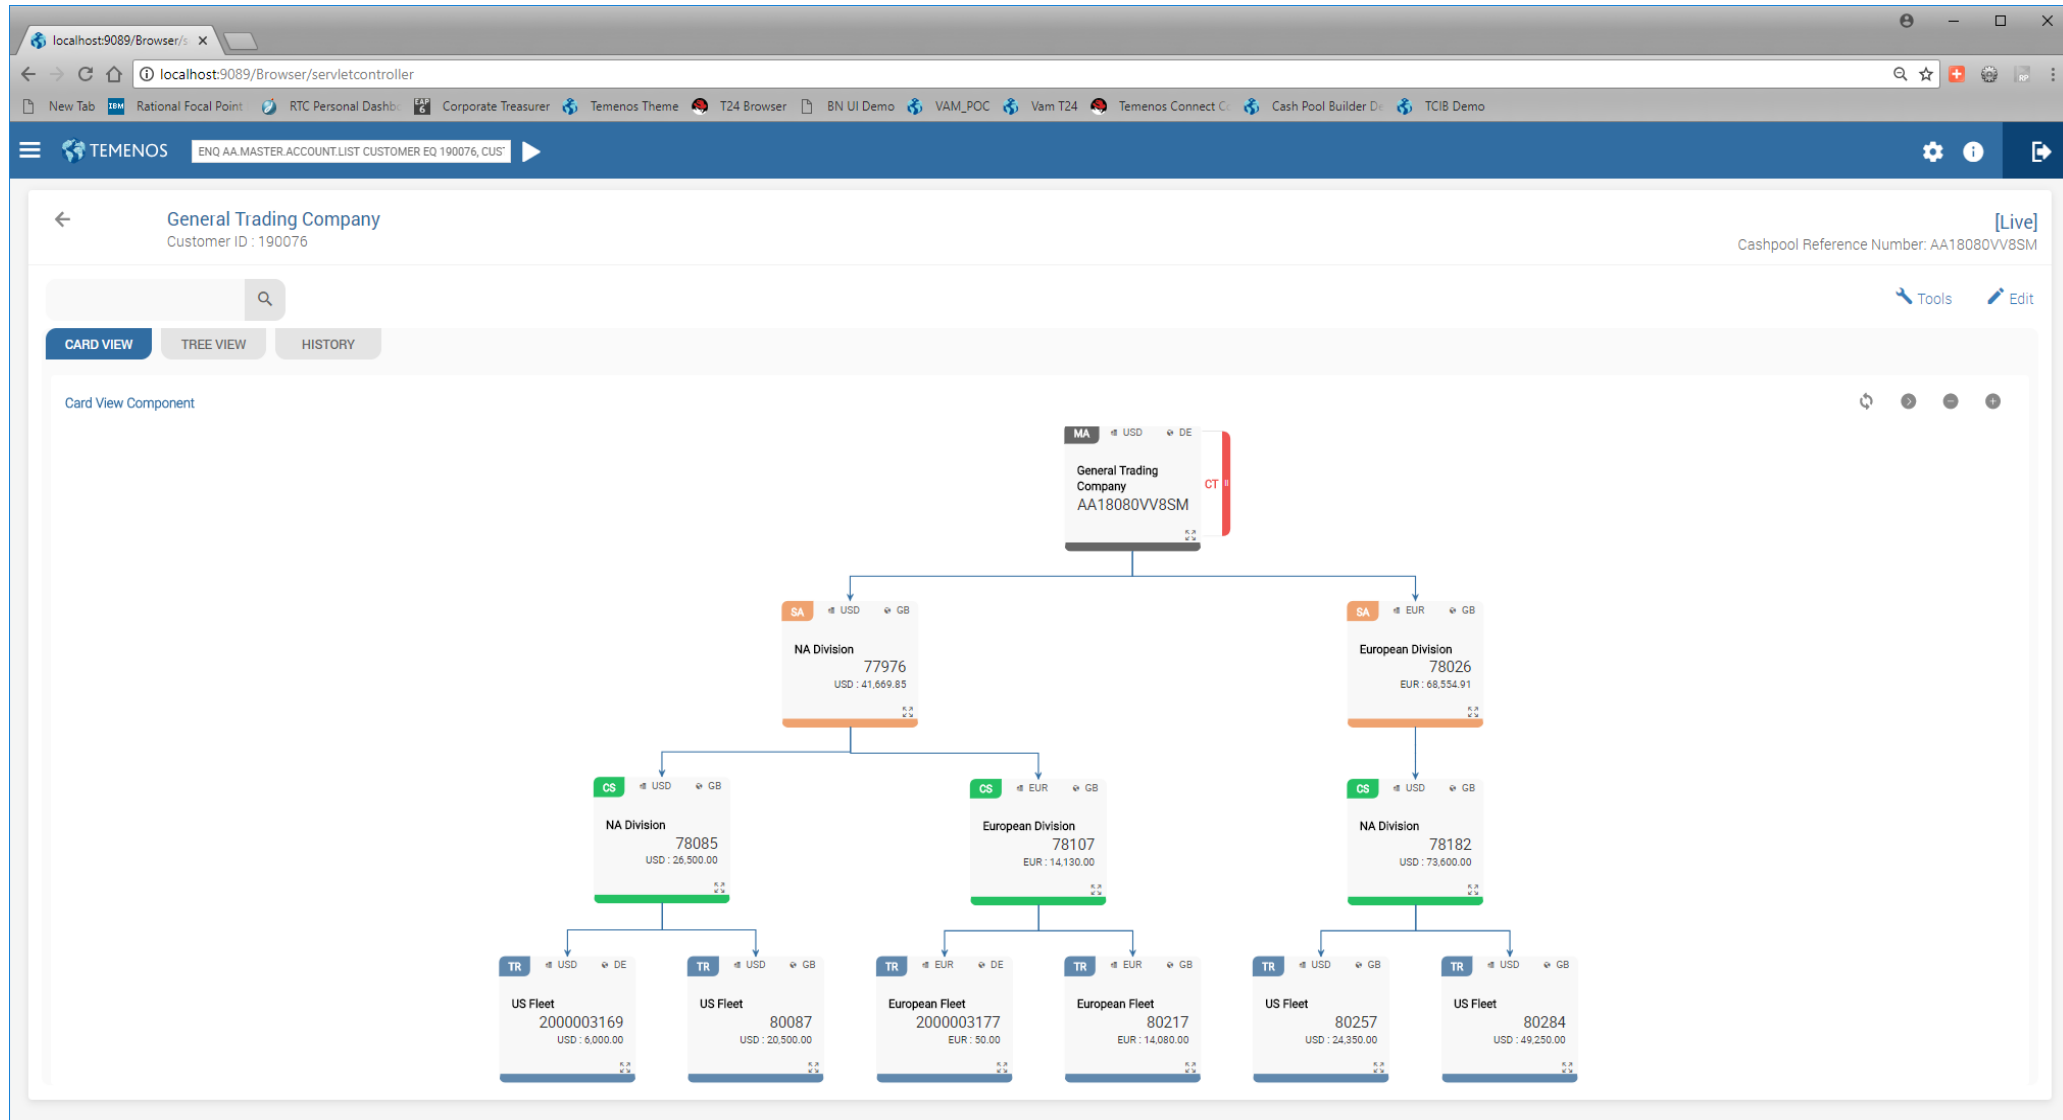 localhost:9089/Browser/s
localhost:9089/Browser/servletcontroller
New Tab IBM Rational Focal Point RTC Personal Dashbo EAP 6 Corporate Treasurer Temenos Theme T24 Browser BN UI Demo VAM_POC Vam T24 Temenos Connect C Cash Pool Builder De TCIB Demo
TEMENOS ENQ AA.MASTER.ACCOUNT.LIST CUSTOMER EQ 190076, CUS
General Trading Company [Live]
Customer ID : 190076 Cashpool Reference Number: AA18080VV8SM
Tools Edit
CARD VIEW TREE VIEW HISTORY
Card View Component
MA USD DE
General Trading
Company
AA18080VV8SM
CT
SA USD GB
NA Division
77976
USD : 41,669.85
SA EUR GB
European Division
78026
EUR : 68,554.91
CS USD GB
NA Division
78085
USD : 26,500.00
CS EUR GB
European Division
78107
EUR : 14,130.00
CS USD GB
NA Division
78182
USD : 73,600.00
TR USD DE
US Fleet
2000003169
USD : 6,000.00
TR USD GB
US Fleet
80087
USD : 20,500.00
TR EUR DE
European Fleet
2000003177
EUR : 50.00
TR EUR GB
European Fleet
80217
EUR : 14,080.00
TR USD GB
US Fleet
80257
USD : 24,350.00
TR USD GB
US Fleet
80284
USD : 49,250.00